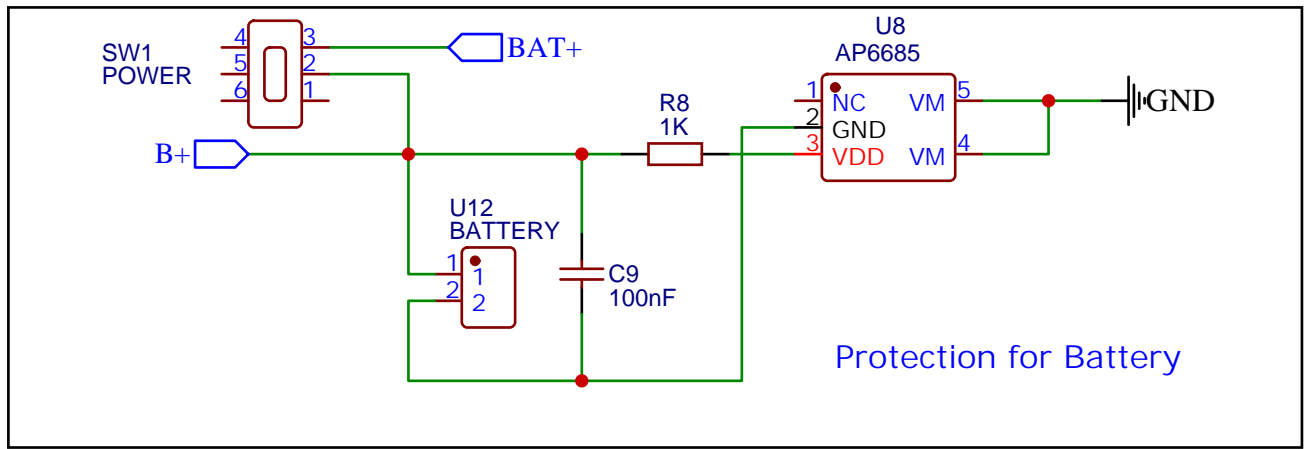 SW1
POWER
4
5
6
3
2
1
BAT+
B+
U12
BATTERY
1
2
1
2
C9
100nF
R8
1K
U8
AP6685
1
2
3
NC
GND
VDD
VM
VM
5
4
GND
Protection for Battery